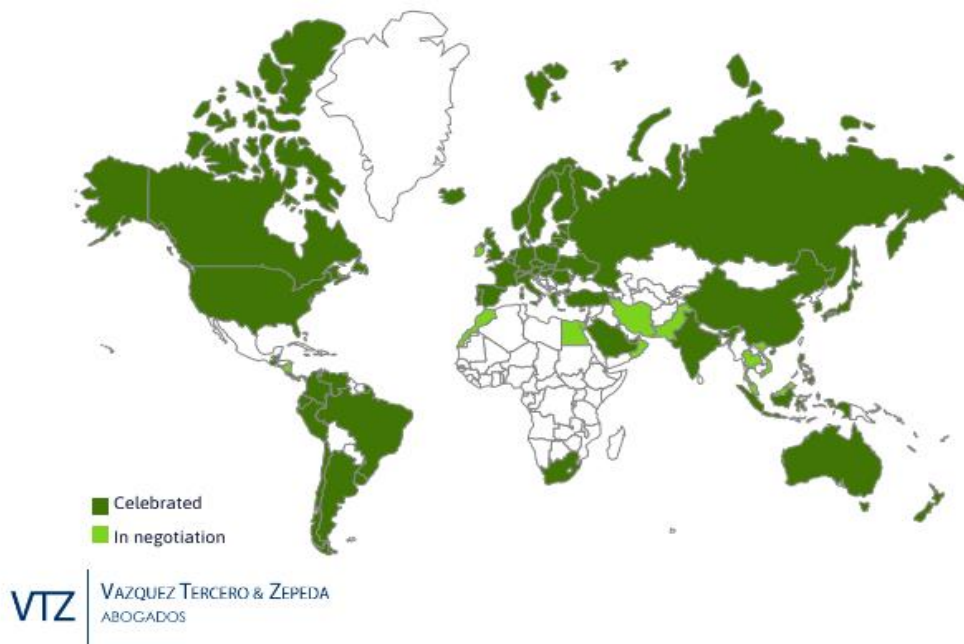 Celebrated
In negotiation
VTZ
VAZQUEZ TERCERO & ZEPEDA
ABOGADOS